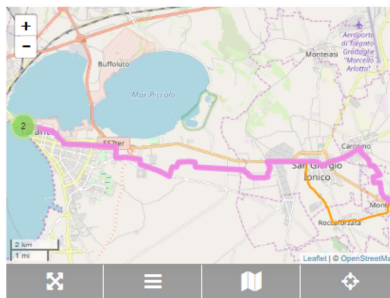 +
−
Aeroporto
di Taranto
Grottaglie
"Marcello
Arlotta"
Monteiasi
Buffoluto
Mar Piccolo
2
Carosino
San Giorgio
Ionico
Roccaforzata
2 km
1 mi
Leaflet | © OpenStreetMa